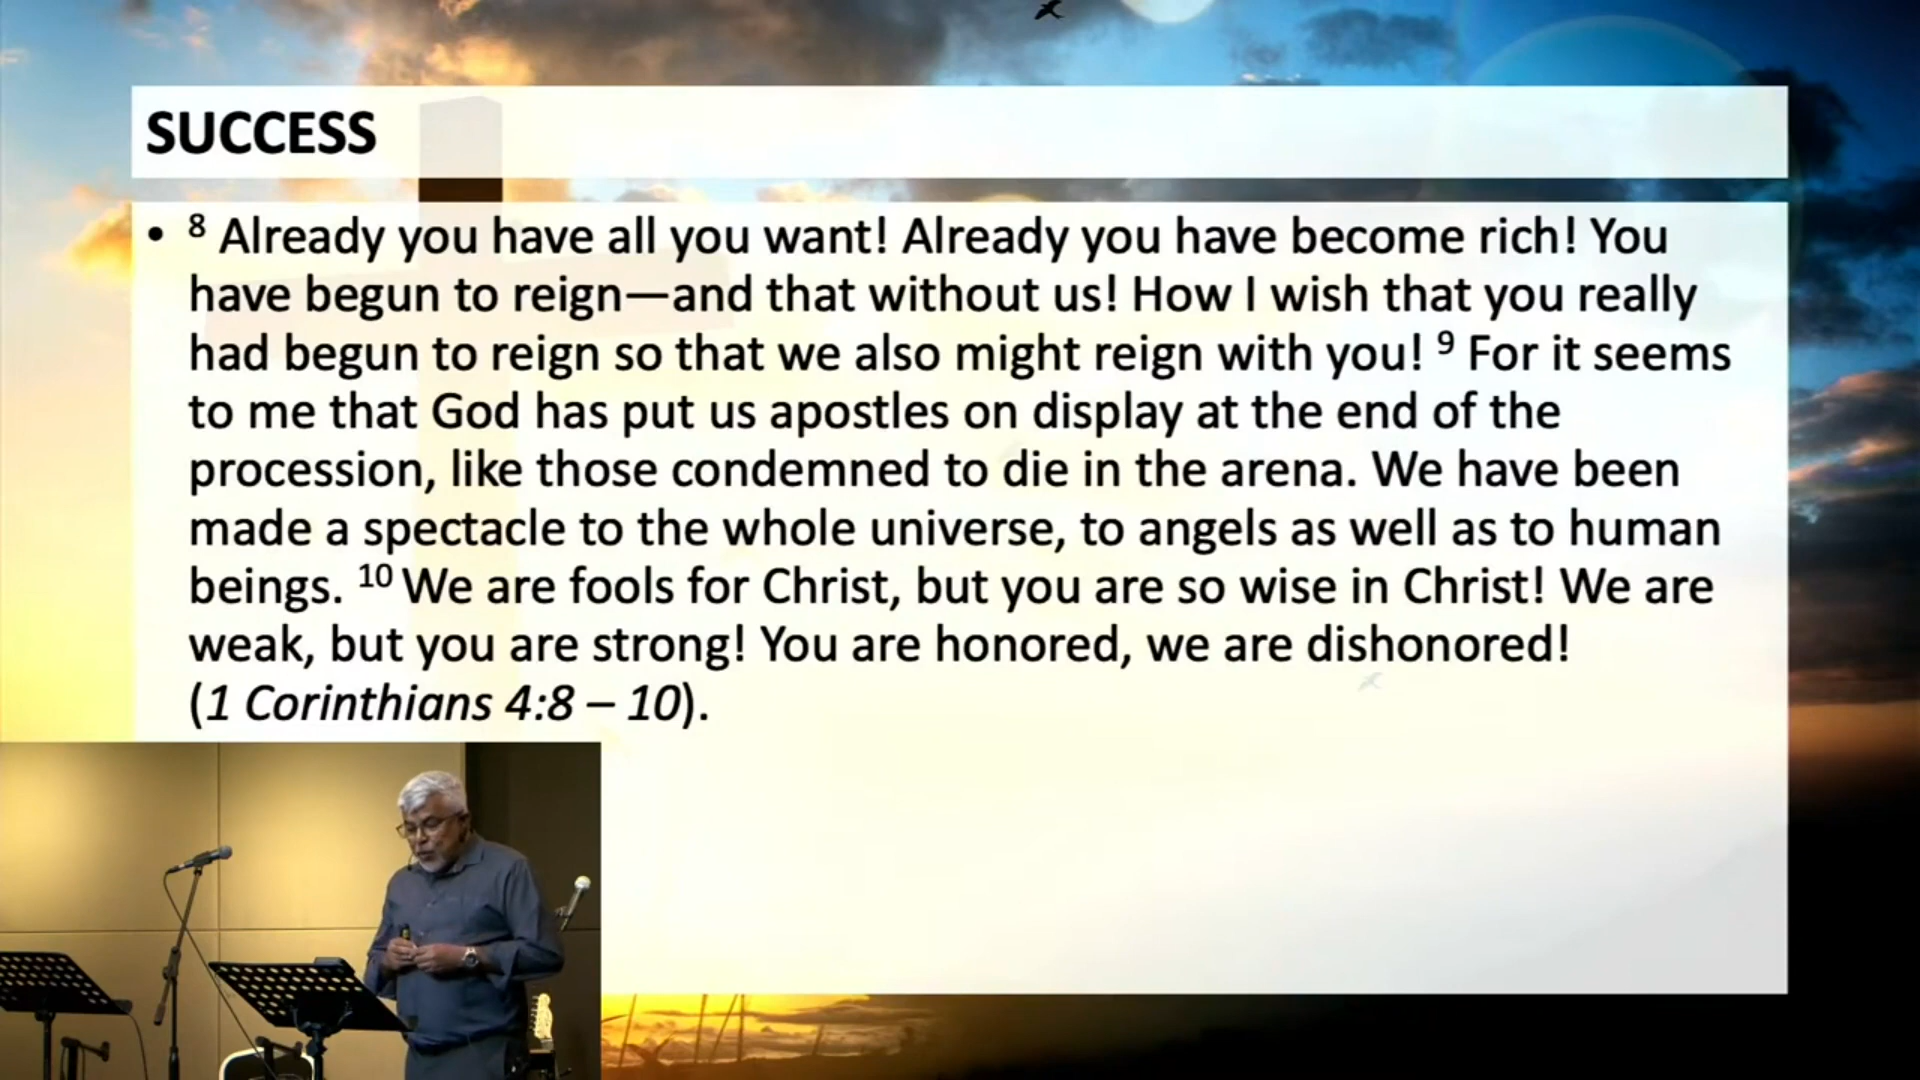 SUCCESS
• ⁸ Already you have all you want! Already you have become rich! You
have begun to reign—and that without us! How I wish that you really
had begun to reign so that we also might reign with you! ⁹ For it seems
to me that God has put us apostles on display at the end of the
procession, like those condemned to die in the arena. We have been
made a spectacle to the whole universe, to angels as well as to human
beings. ¹⁰ We are fools for Christ, but you are so wise in Christ! We are
weak, but you are strong! You are honored, we are dishonored!
(1 Corinthians 4:8 – 10).